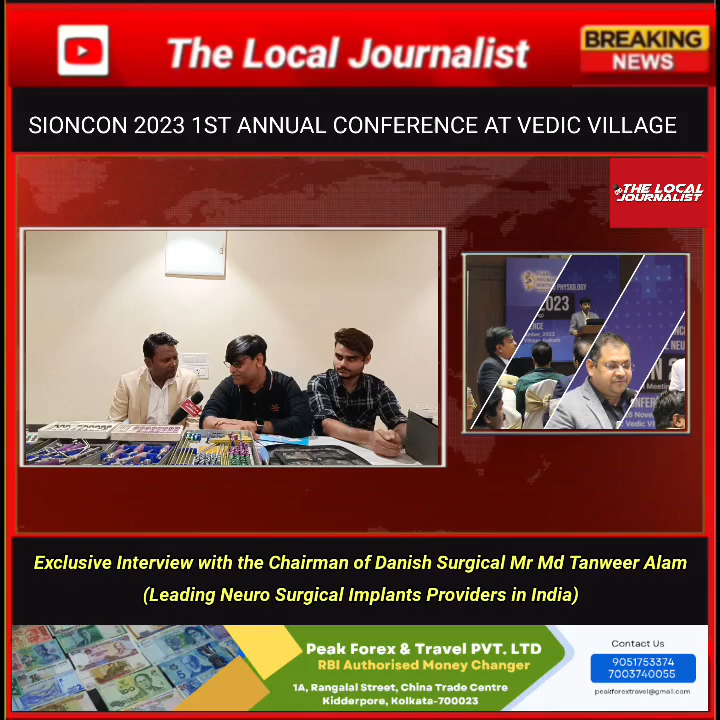 The Local Journalist
BREAKING
NEWS
SIONCON 2023 1ST ANNUAL CONFERENCE AT VEDIC VILLAGE
THE LOCAL
JOURNALIST
PHYSIOLOGY
2023
Vedic Vi
Exclusive Interview with the Chairman of Danish Surgical Mr Md Tanweer Alam
(Leading Neuro Surgical Implants Providers in India)
Peak Forex & Travel PVT. LTD
RBI Authorised Money Changer
1A, Rangalal Street, China Trade Centre
Kidderpore, Kolkata-700023
Contact Us
9051753374
7003740055
peakforextravel@gmail.com